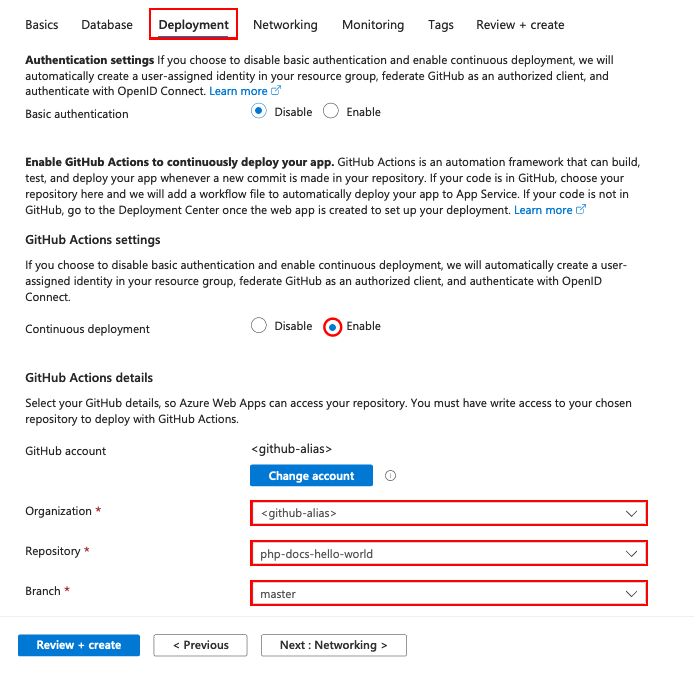 Basics Database Deployment Networking Monitoring Tags Review + create
Authentication settings If you choose to disable basic authentication and enable continuous deployment, we will
automatically create a user-assigned identity in your resource group, federate GitHub as an authorized client, and
authenticate with OpenID Connect. Learn more
Basic authentication Disable Enable
Enable GitHub Actions to continuously deploy your app. GitHub Actions is an automation framework that can build,
test, and deploy your app whenever a new commit is made in your repository. If your code is in GitHub, choose your
repository here and we will add a workflow file to automatically deploy your app to App Service. If your code is not in
GitHub, go to the Deployment Center once the web app is created to set up your deployment. Learn more
GitHub Actions settings
If you choose to disable basic authentication and enable continuous deployment, we will automatically create a user-
assigned identity in your resource group, federate GitHub as an authorized client, and authenticate with OpenID
Connect.
Continuous deployment Disable Enable
GitHub Actions details
Select your GitHub details, so Azure Web Apps can access your repository. You must have write access to your chosen
repository to deploy with GitHub Actions.
GitHub account <github-alias>
Change account
Organization * <github-alias>
Repository * php-docs-hello-world
Branch * master
Review + create < Previous Next : Networking >